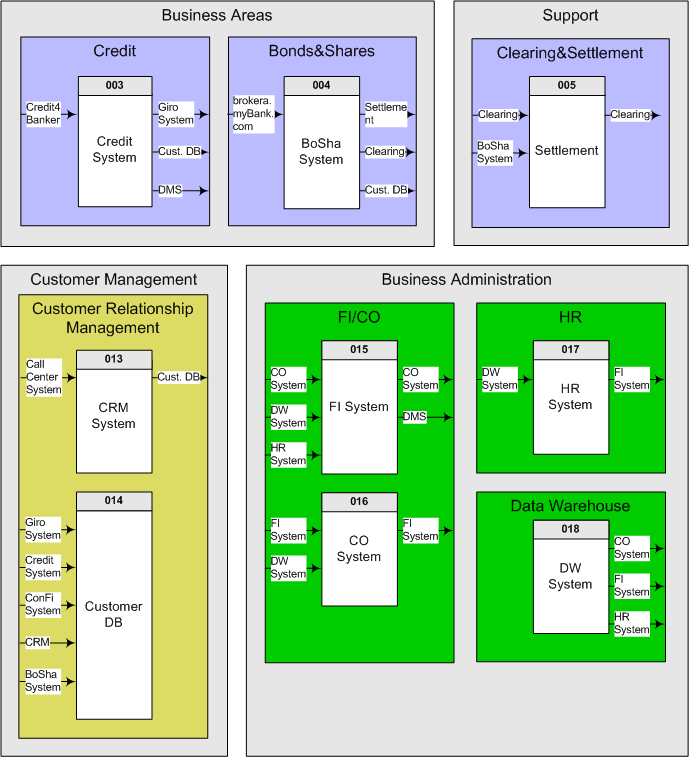 Business Areas
Credit
003
Credit4
Banker
Credit
System
Giro
System
Cust. DB
DMS
Bonds&Shares
004
brokera.
myBank.
com
BoSha
System
Settleme
nt
Clearing
Cust. DB
Support
Clearing&Settlement
005
Clearing
BoSha
System
Settlement
Clearing
Customer Management
Customer Relationship
Management
013
Call
Center
System
CRM
System
Cust. DB
014
Giro
System
Credit
System
ConFi
System
CRM
BoSha
System
Customer
DB
Business Administration
FI/CO
015
CO
System
DW
System
HR
System
FI System
CO
System
DMS
016
FI
System
DW
System
CO
System
FI
System
HR
017
DW
System
HR
System
FI
System
Data Warehouse
018
DW
System
CO
System
FI
System
HR
System